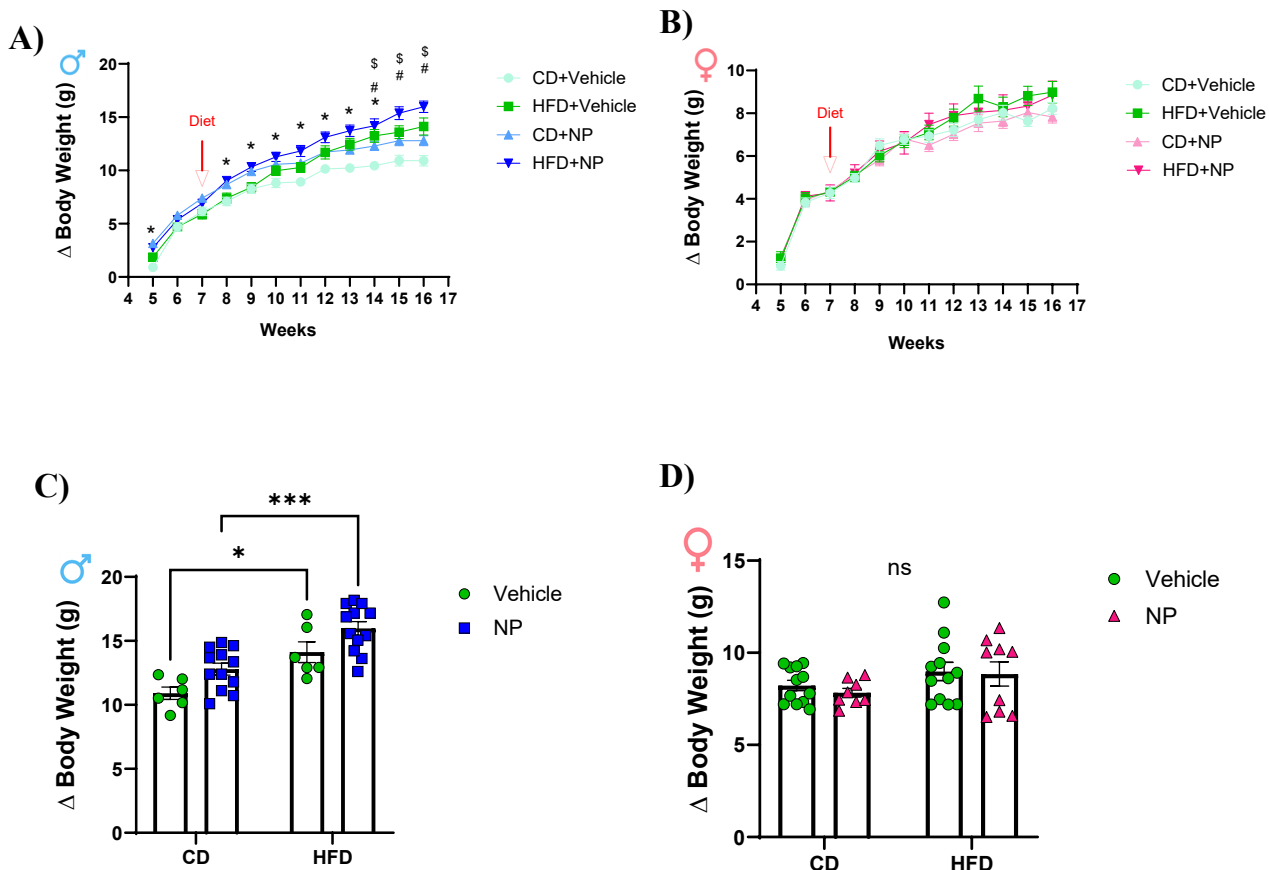 A)
♂
Δ Body Weight (g)
20
15
10
5
0
Diet
*
*
*
*
*
*
*
$
#
*
$
#
$
#
4 5 6 7 8 9 10 11 12 13 14 15 16 17
Weeks
CD+Vehicle
HFD+Vehicle
CD+NP
HFD+NP
B)
♀
Δ Body Weight (g)
10
8
6
4
2
0
Diet
4 5 6 7 8 9 10 11 12 13 14 15 16 17
Weeks
CD+Vehicle
HFD+Vehicle
CD+NP
HFD+NP
C)
♂
Δ Body Weight (g)
20
15
10
5
0
***
*
CD HFD
Vehicle
NP
D)
♀
Δ Body Weight (g)
15
10
5
0
ns
CD HFD
Vehicle
NP